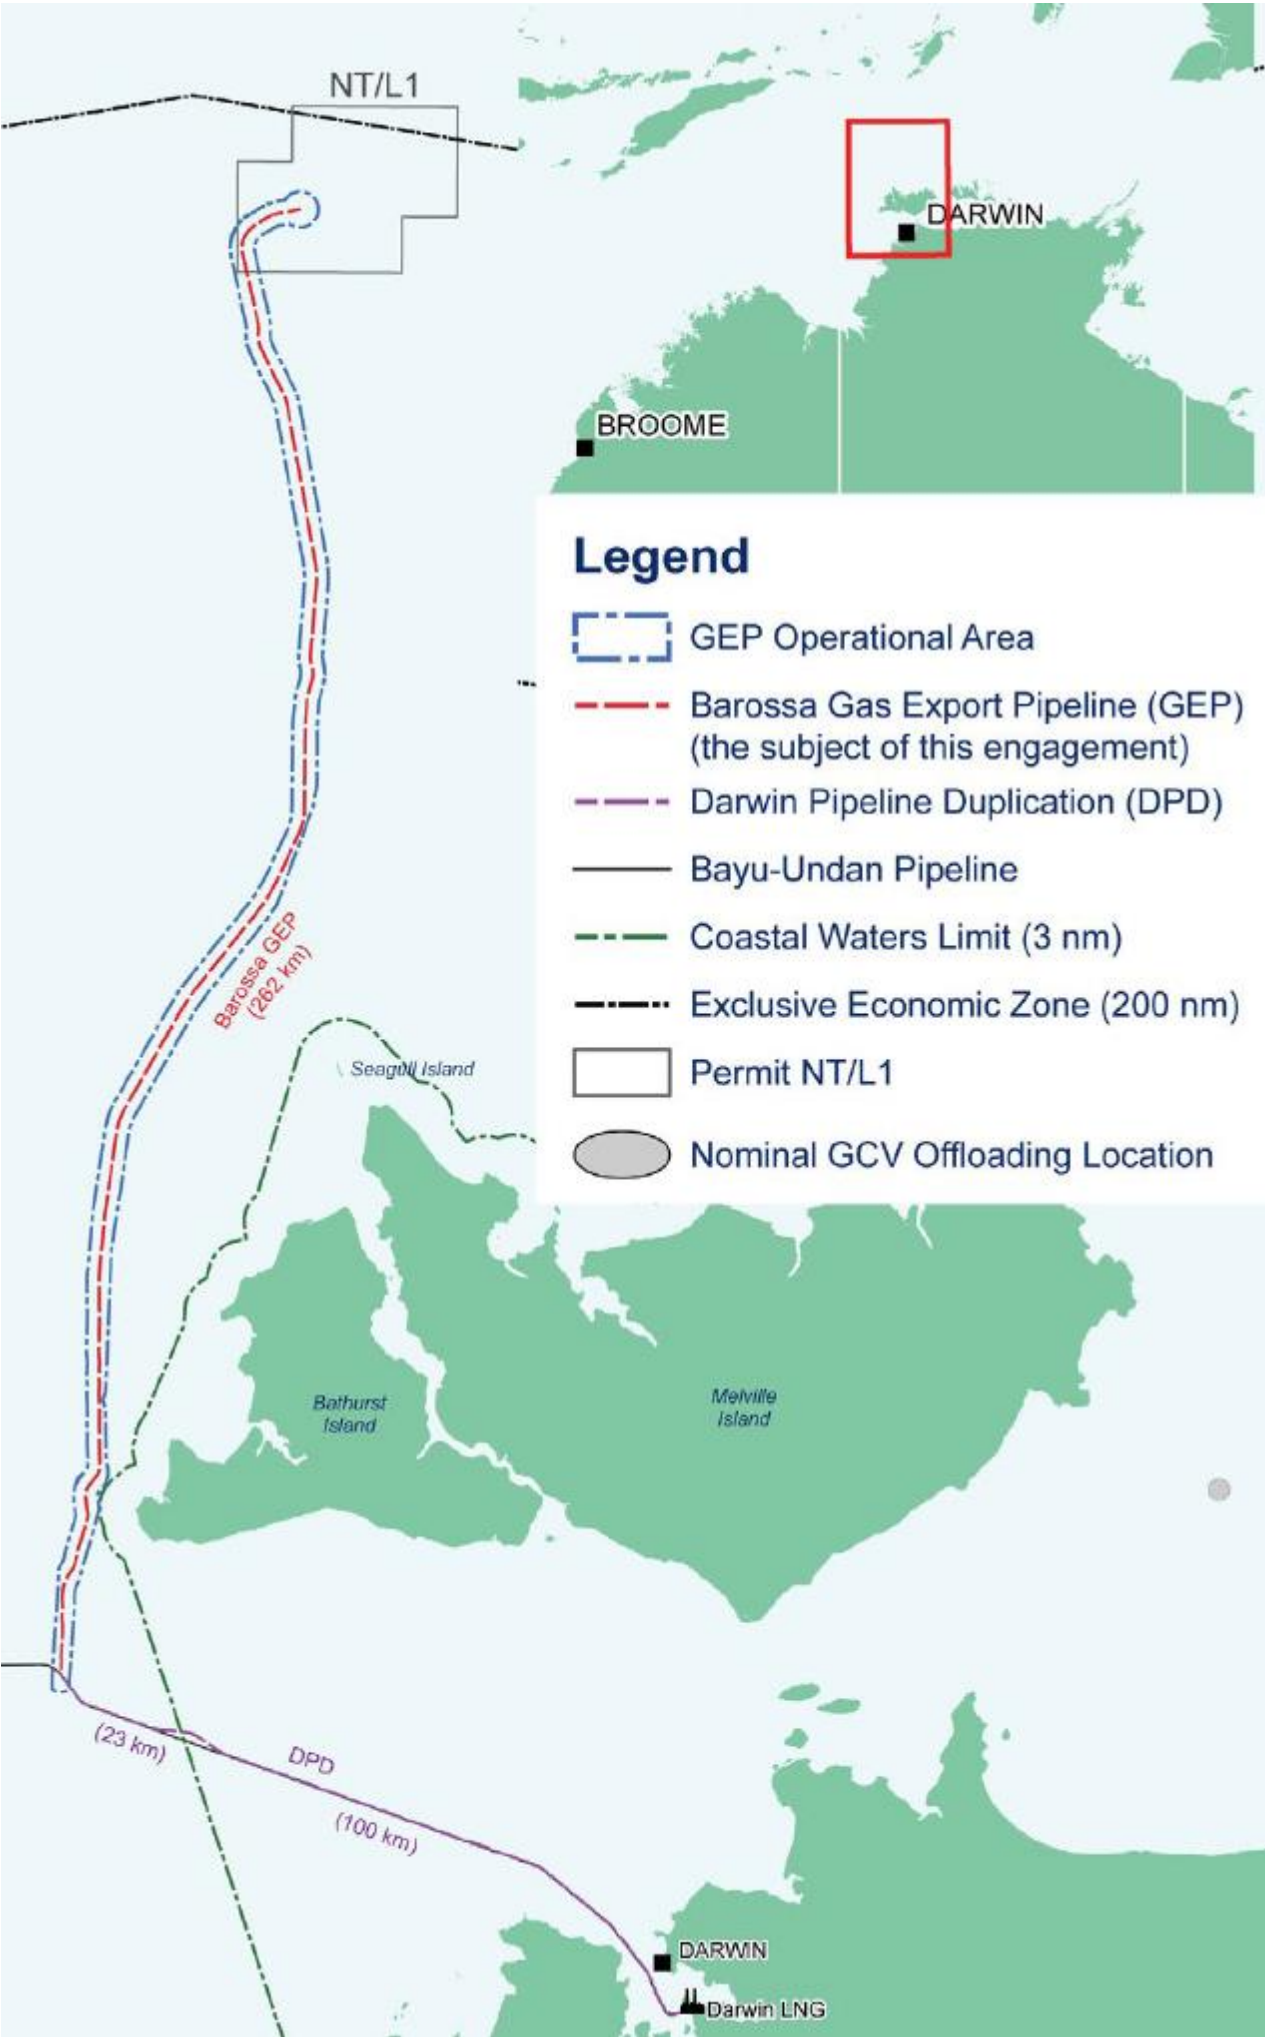 NT/L1
DARWIN
BROOME
Legend
GEP Operational Area
Barossa Gas Export Pipeline (GEP)
(the subject of this engagement)
Darwin Pipeline Duplication (DPD)
Bayu-Undan Pipeline
Coastal Waters Limit (3 nm)
Exclusive Economic Zone (200 nm)
Permit NT/L1
Nominal GCV Offloading Location
Barossa GEP
(262 km)
Seagull Island
Bathurst
Island
Melville
Island
(23 km)
DPD
(100 km)
DARWIN
Darwin LNG